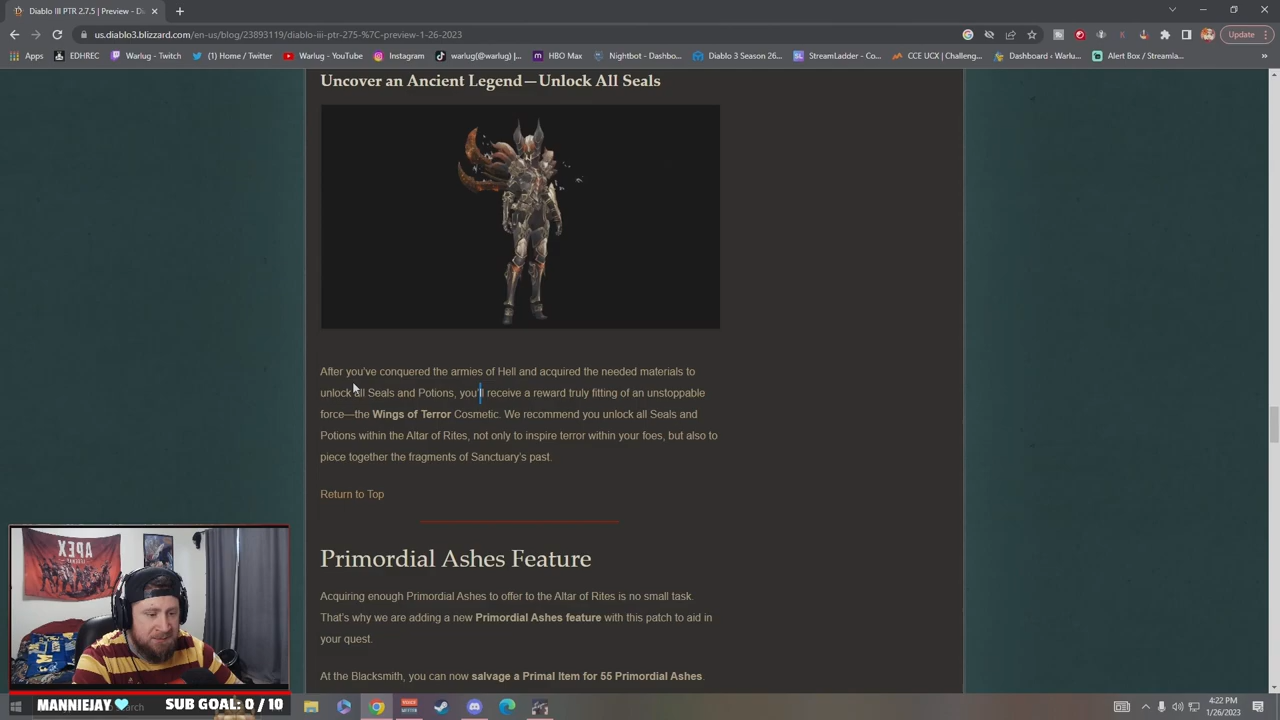 Diablo III PTR 2.7.5 | Preview - Di
us.diablo3.blizzard.com/en-us/blog/23893119/diablo-iii-ptr-275-%7C-preview-1-26-2023
Update
Apps
EDHREC
Warlug - Twitch
(1) Home / Twitter
Warlug - YouTube
Instagram
warlug(@warlug) |...
HBO Max
Nightbot - Dashbo...
Diablo 3 Season 26...
StreamLadder - Co...
CCE UCX | Challeng...
Dashboard < Warlu...
Alert Box / Streamla...
Uncover an Ancient Legend—Unlock All Seals
After you've conquered the armies of Hell and acquired the needed materials to
unlock all Seals and Potions, you'll receive a reward truly fitting of an unstoppable
force—the Wings of Terror Cosmetic. We recommend you unlock all Seals and
Potions within the Altar of Rites, not only to inspire terror within your foes, but also to
piece together the fragments of Sanctuary's past.
Return to Top
Primordial Ashes Feature
Acquiring enough Primordial Ashes to offer to the Altar of Rites is no small task.
That's why we are adding a new Primordial Ashes feature with this patch to aid in
your quest.
At the Blacksmith, you can now salvage a Primal Item for 55 Primordial Ashes.
APEX
MANNIEJAY
SUB GOAL: 0 / 10
4:22 PM
1/26/2023